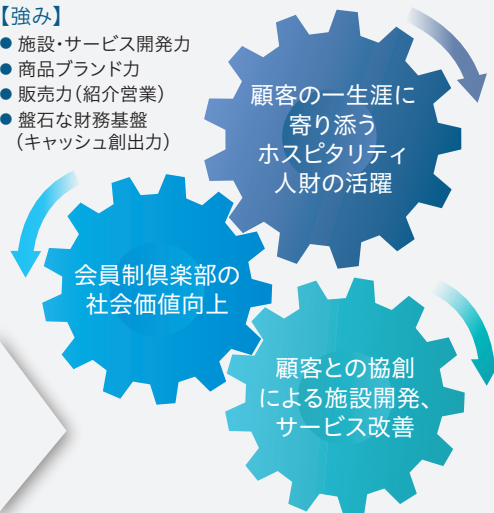 【強み】
● 施設・サービス開発力
● 商品ブランド力
● 販売力(紹介営業)
● 盤石な財務基盤
(キャッシュ創出力)
顧客の一生涯に
寄り添う
ホスピタリティ
人財の活躍
会員制倶楽部の
社会価値向上
顧客との協創
による施設開発、
サービス改善